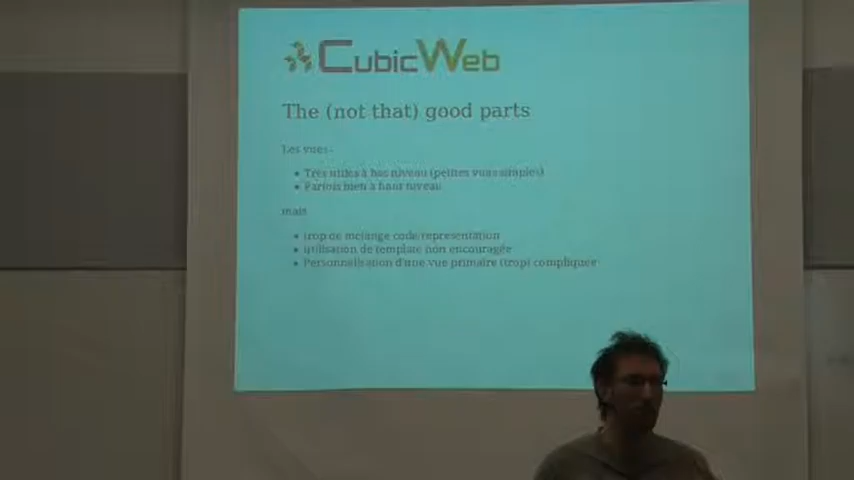 CubicWeb
The (not that) good parts
Les vues
Très utiles à bas niveau (petites vues simples)
Parfois bien à haut niveau
mais
trop de mélange code/representation
utilisation de template non encouragée
Personnalisation d'une vue primaire (trop) compliquée